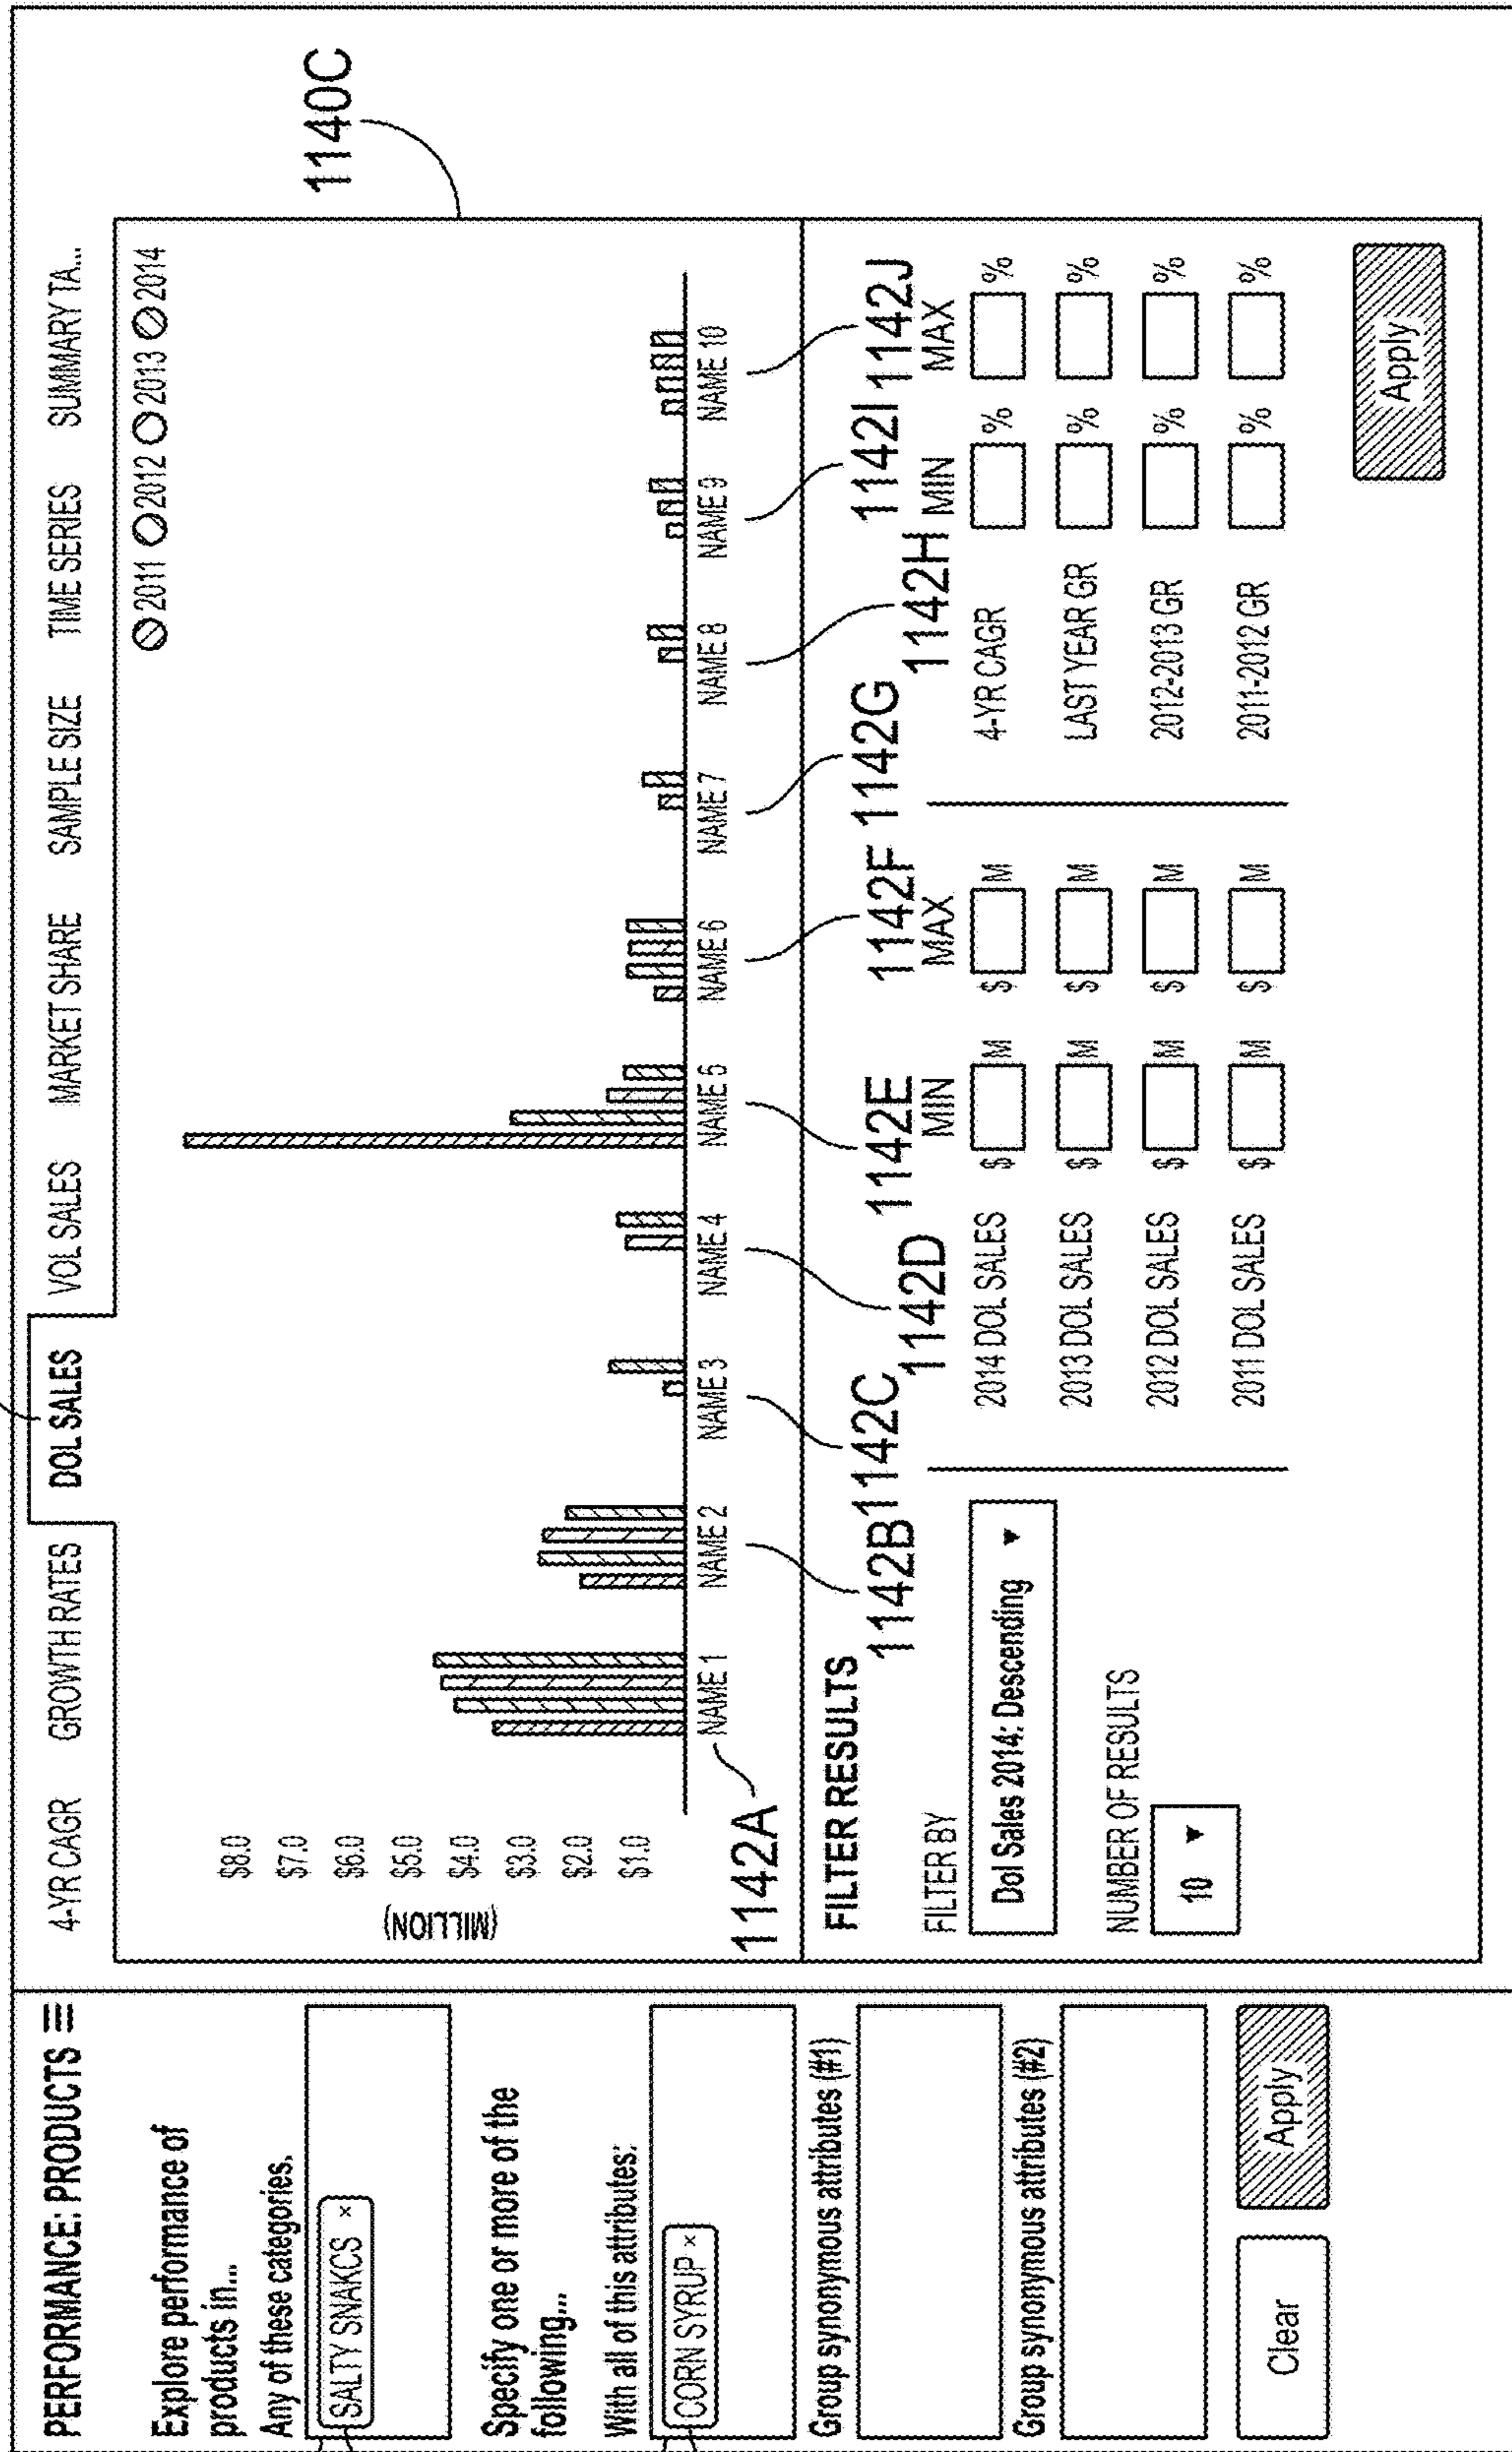 PERFORMANCE: PRODUCTS
Explore performance of
products in...
Any of these categories.
SALTY SNAKCS ×
Specify one or more of the
following...
With all of this attributes:
CORN SYRUP ×
Group synonymous attributes (#1)
Group synonymous attributes (#2)
Clear Apply
4-YR CAGR GROWTH RATES DOL SALES VOL SALES MARKET SHARE SAMPLE SIZE TIME SERIES SUMMARY TA...
2011 2012 2013 2014
1140C
(MILLION)
$8.0
$7.0
$6.0
$5.0
$4.0
$3.0
$2.0
$1.0
NAME 1 NAME 2 NAME 3 NAME 4 NAME 5 NAME 6 NAME 7 NAME 8 NAME 9 NAME 10
1142A
1142B 1142C 1142D 1142E 1142F 1142G 1142H 1142I 1142J
FILTER RESULTS
FILTER BY
Dol Sales 2014: Descending ▼
NUMBER OF RESULTS
10 ▼
MIN MAX
2014 DOL SALES $ M $ M
2013 DOL SALES $ M $ M
2012 DOL SALES $ M $ M
2011 DOL SALES $ M $ M
MIN MAX
4-YR CAGR % %
LAST YEAR GR % %
2012-2013 GR % %
2011-2012 GR % %
Apply